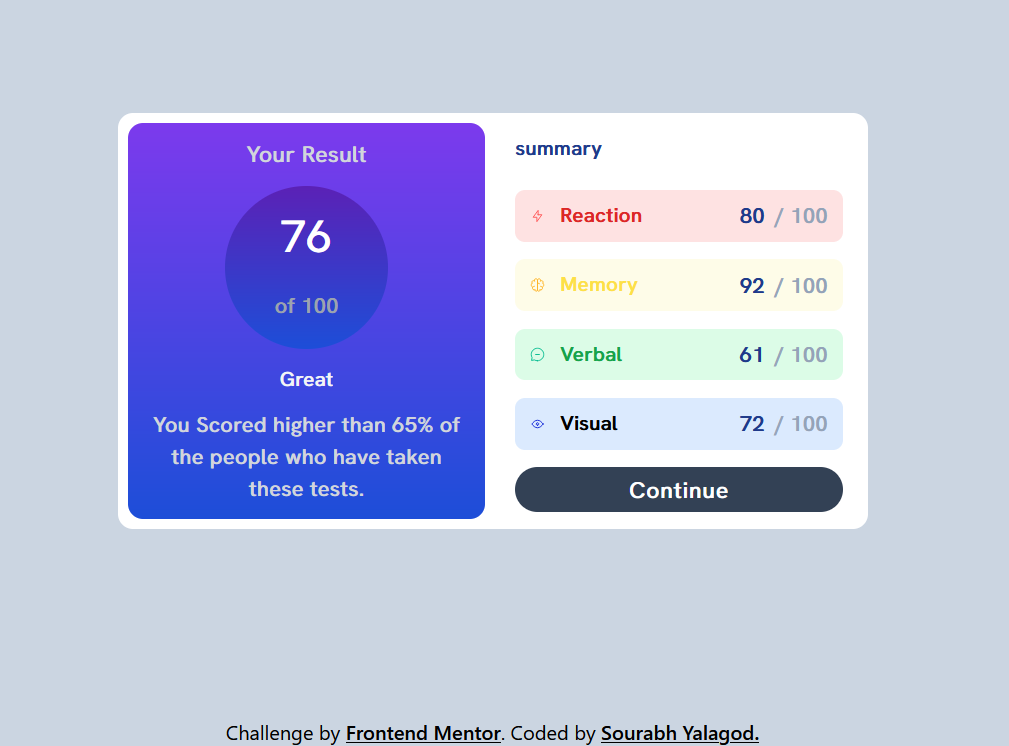 Your Result
76
of 100
Great
You Scored higher than 65% of
the people who have taken
these tests.
summary
Reaction 80 / 100
Memory 92 / 100
Verbal 61 / 100
Visual 72 / 100
Continue
Challenge by Frontend Mentor. Coded by Sourabh Yalagod.